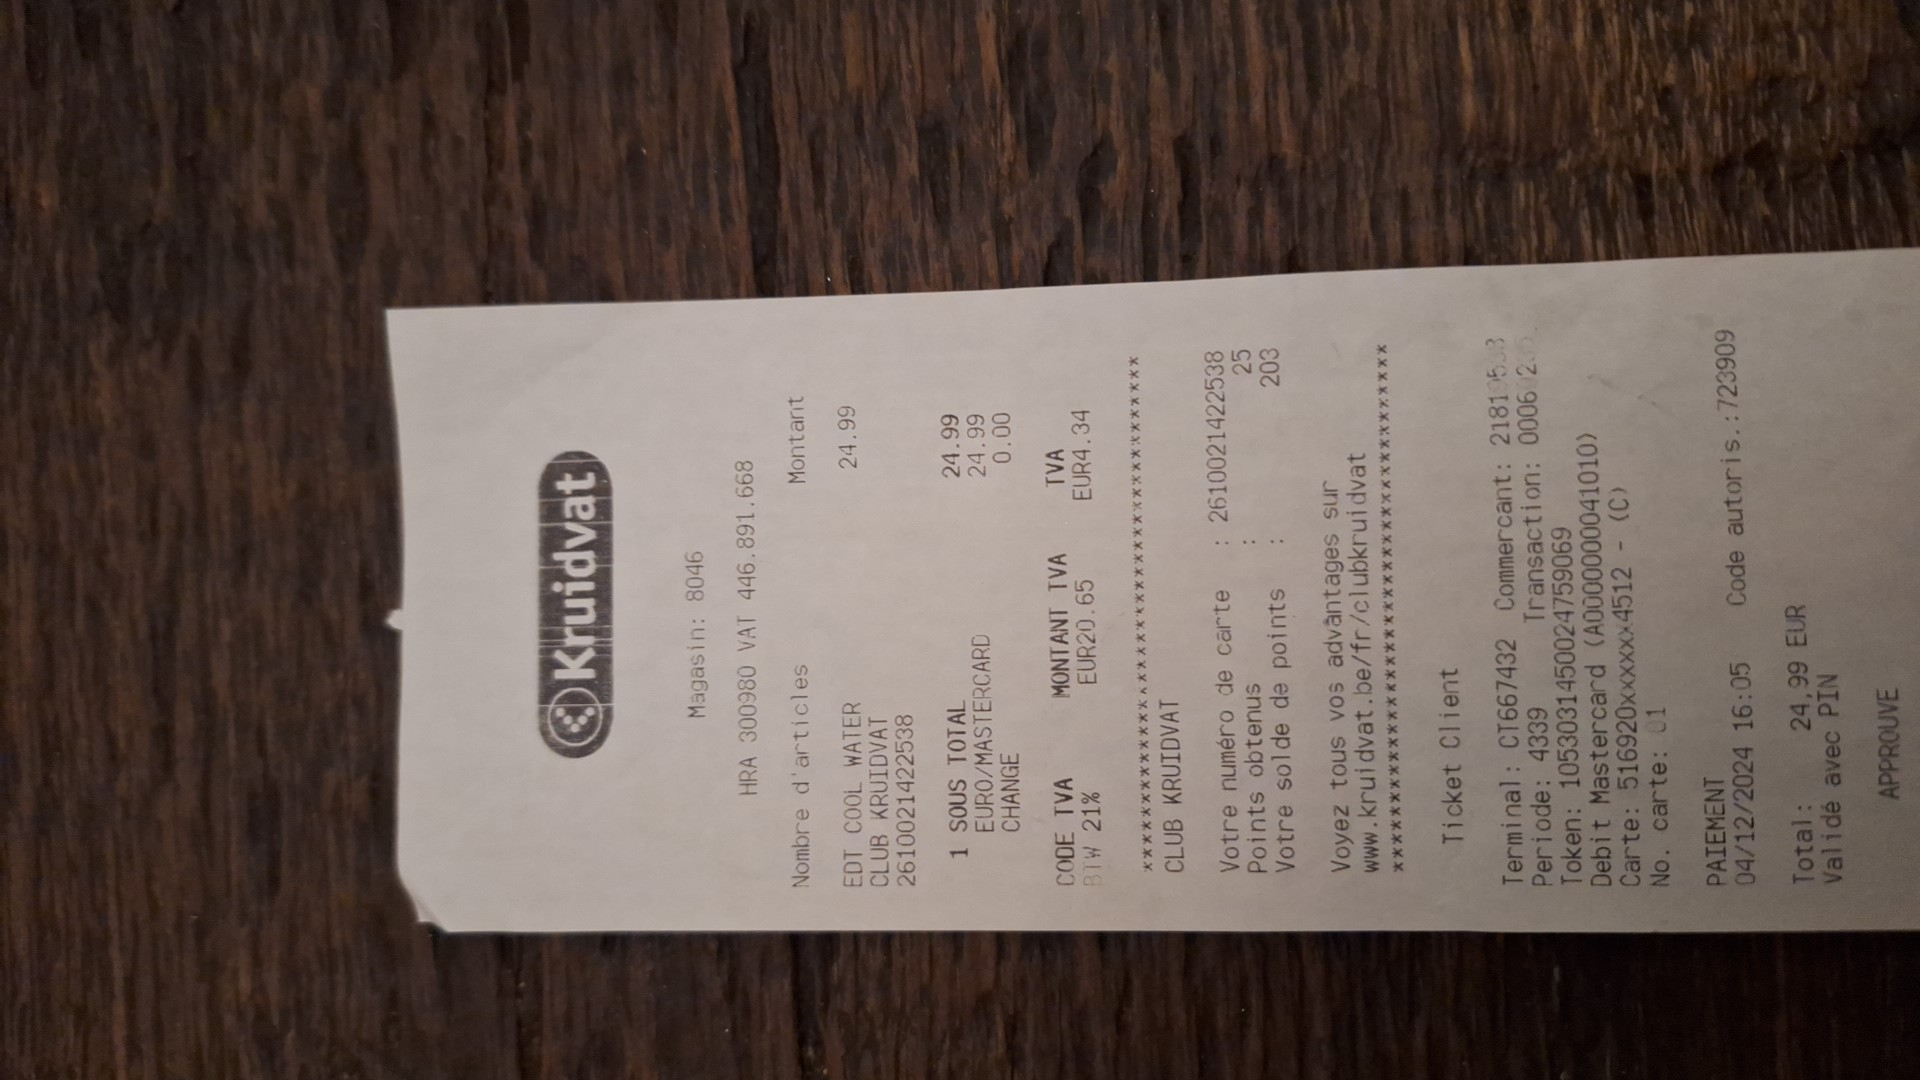 Kruidvat
Magasin: 8046
HRA 300980 VAT 446.891.668
Nombre d'articles Montant
EDT COOL WATER 24.99
CLUB KRUIDVAT
2610021422538
1 SOUS TOTAL 24.99
EURO/MASTERCARD 24.99
CHANGE 0.00
CODE TVA MONTANT TVA TVA
BTW 21% EUR20.65 EUR4.34
****************************************
CLUB KRUIDVAT
Votre numéro de carte : 2610021422538
Points obtenus : 25
Votre solde de points : 203
Voyez tous vos advantages sur
www.kruidvat.be/fr/clubkruidvat
****************************************
Ticket Client
Terminal: CT667432 Commercant:
Periode: 4339 Transaction:
Token: 1053031450024759069
Debit Mastercard (A0000000041010)
Carte: 516920xxxxxx4512 - (C)
No. carte: 01
PAIEMENT
04/12/2024 16:05 Code autoris.:723909
Total: 24,99 EUR
Validé avec PIN
APPROUVE